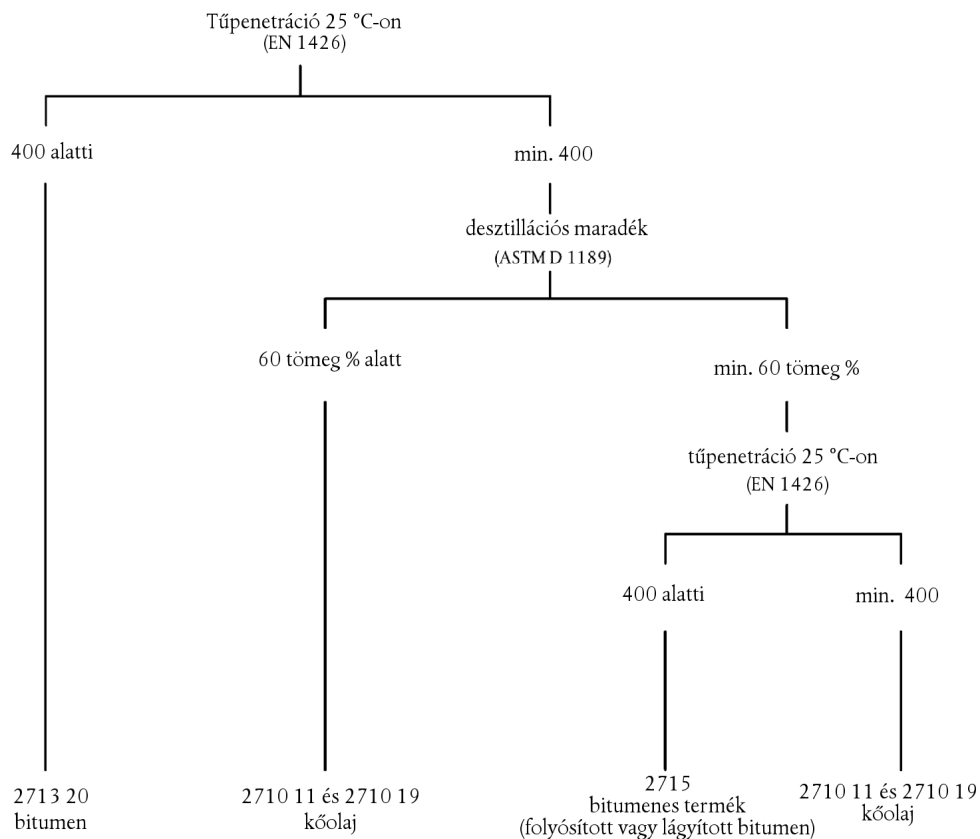 Tűpenetráció 25 °C-on
(EN 1426)
400 alatti
min. 400
desztillációs maradék
(ASTM D 1189)
60 tömeg % alatt
min. 60 tömeg %
tűpenetráció 25 °C-on
(EN 1426)
400 alatti
min. 400
2713 20
bitumen
2710 11 és 2710 19
kőolaj
2715
bitumenes termék
(folyósított vagy lágyított bitumen)
2710 11 és 2710 19
kőolaj